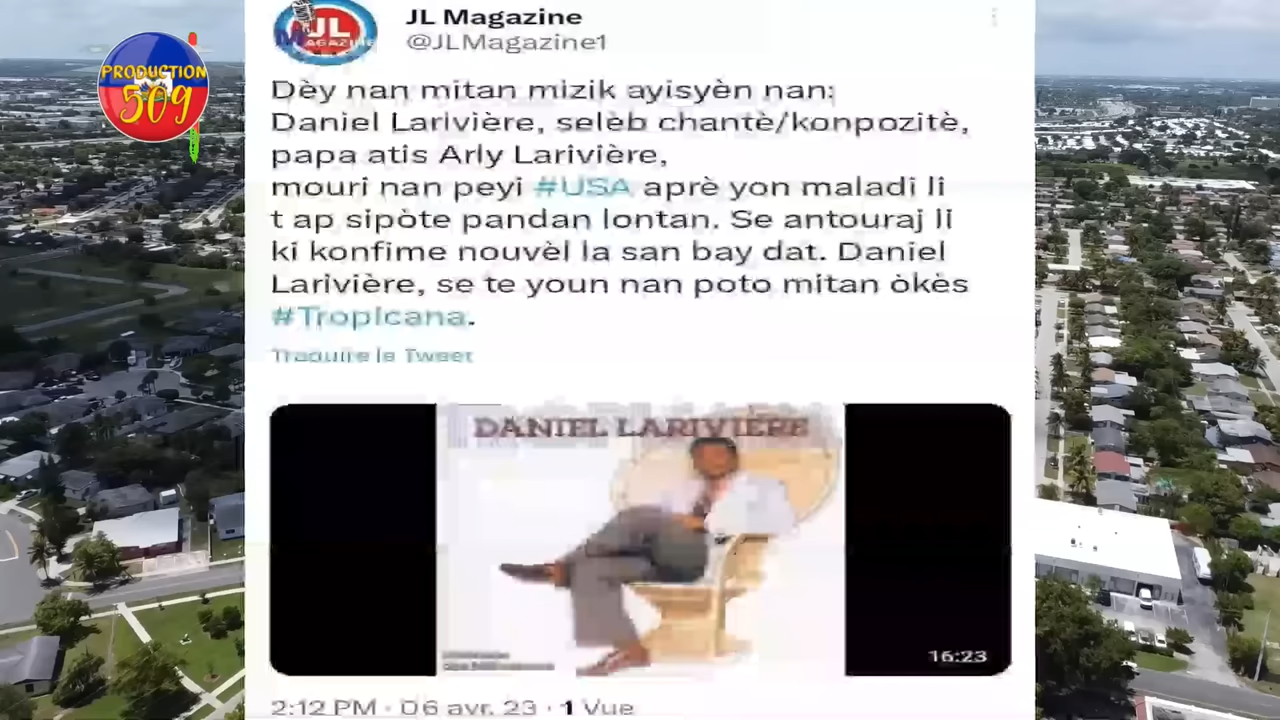 JL Magazine
@JLMagazine1
JL
MAGAZINE
PRODUCTION
509
Dèy nan mitan mizik ayisyèn nan:
Daniel Larivière, selèb chantè/konpozitè,
papa atis Arly Larivière,
mouri nan peyi #USA aprè yon maladi li
t ap sipòte pandan lontan. Se antouraj li
ki konfime nouvèl la san bay dat. Daniel
Larivière, se te youn nan poto mitan òkès
#Tropicana.
Traduire le Tweet
DANIEL LARIVIÈRE
16:23
2:12 PM · 06 avr. 23 · 1 Vue